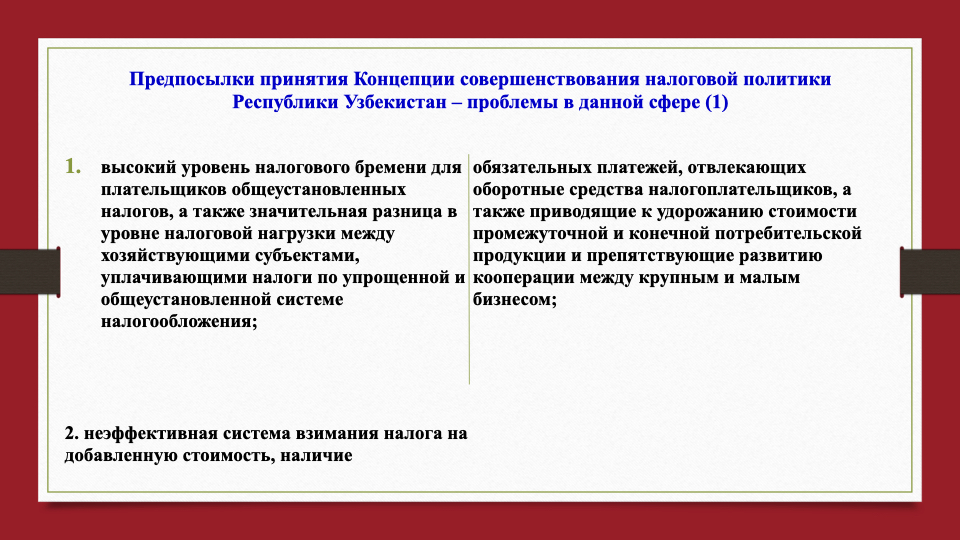 Предпосылки принятия Концепции совершенствования налоговой политики
Республики Узбекистан – проблемы в данной сфере (1)
1. высокий уровень налогового бремени для
плательщиков общеустановленных
налогов, а также значительная разница в
уровне налоговой нагрузки между
хозяйствующими субъектами,
уплачивающими налоги по упрощенной и
общеустановленной системе
налогообложения;
2. неэффективная система взимания налога на
добавленную стоимость, наличие
обязательных платежей, отвлекающих
оборотные средства налогоплательщиков, а
также приводящие к удорожанию стоимости
промежуточной и конечной потребительской
продукции и препятствующие развитию
кооперации между крупным и малым
бизнесом;